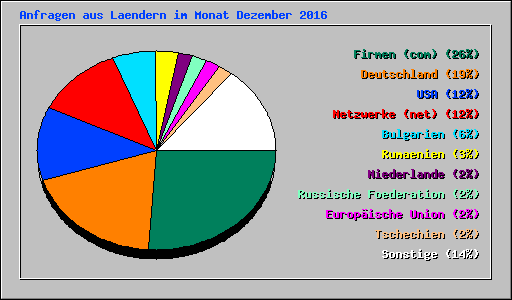 Anfragen aus Laendern im Monat Dezember 2016
Firmen (com) (26%)
Deutschland (19%)
USA (12%)
Netzwerke (net) (12%)
Bulgarien (6%)
Rumaenien (3%)
Niederlande (2%)
Russische Foederation (2%)
Europäische Union (2%)
Tschechien (2%)
Sonstige (14%)